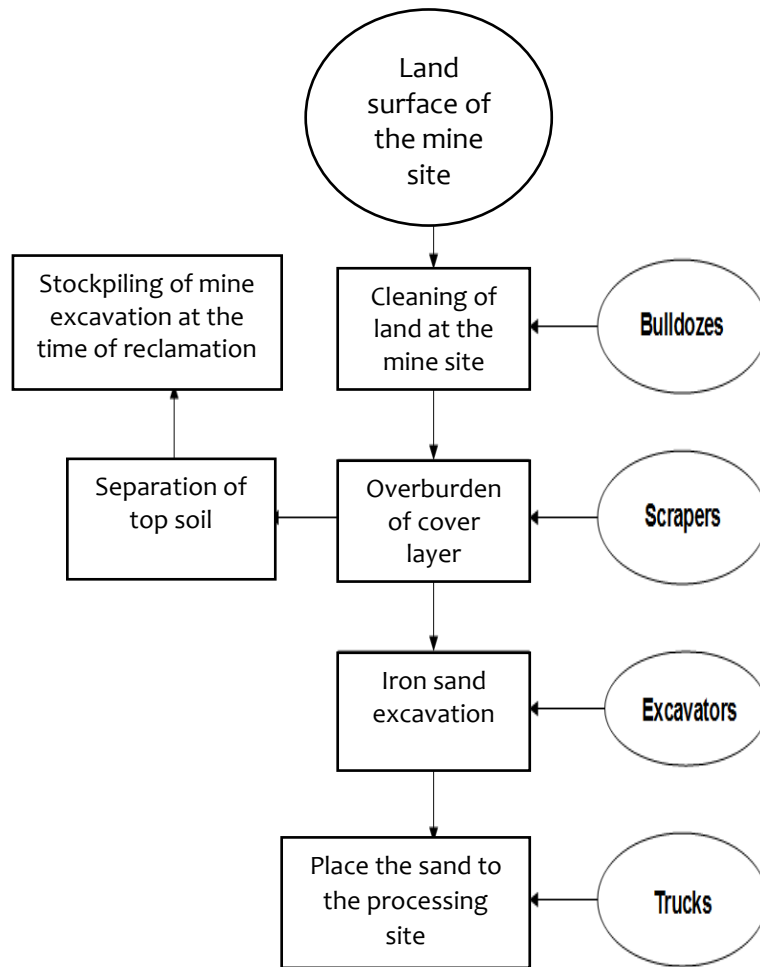 Land
surface of
the mine
site
Stockpiling of mine
excavation at the
time of reclamation
Cleaning of
land at the
mine site
Bulldozes
Separation of
top soil
Overburden
of cover
layer
Scrapers
Iron sand
excavation
Excavators
Place the sand to
the processing
site
Trucks